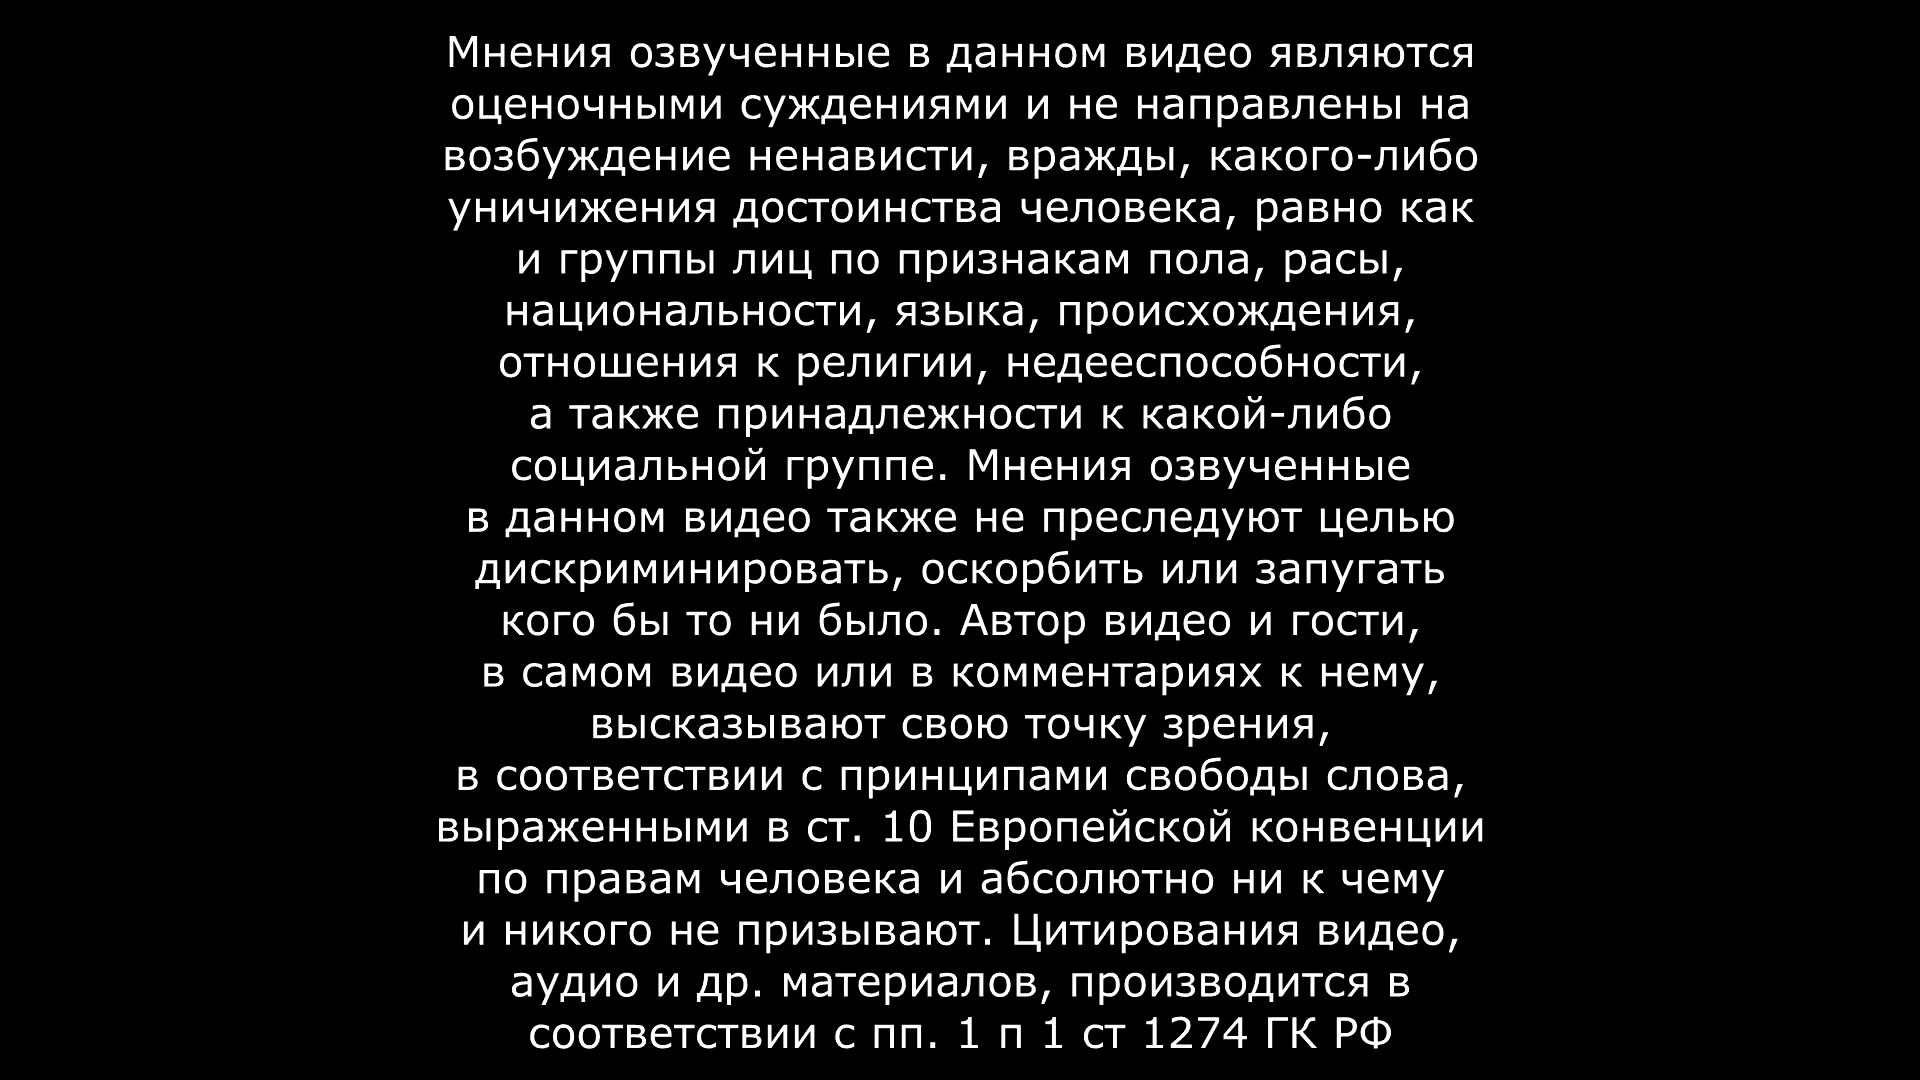 Мнения озвученные в данном видео являются
оценочными суждениями и не направлены на
возбуждение ненависти, вражды, какого-либо
уничижения достоинства человека, равно как
и группы лиц по признакам пола, расы,
национальности, языка, происхождения,
отношения к религии, недееспособности,
а также принадлежности к какой-либо
социальной группе. Мнения озвученные
в данном видео также не преследуют целью
дискриминировать, оскорбить или запугать
кого бы то ни было. Автор видео и гости,
в самом видео или в комментариях к нему,
высказывают свою точку зрения,
в соответствии с принципами свободы слова,
выраженными в ст. 10 Европейской конвенции
по правам человека и абсолютно ни к чему
и никого не призывают. Цитирования видео,
аудио и др. материалов, производится в
соответствии с пп. 1 п 1 ст 1274 ГК РФ